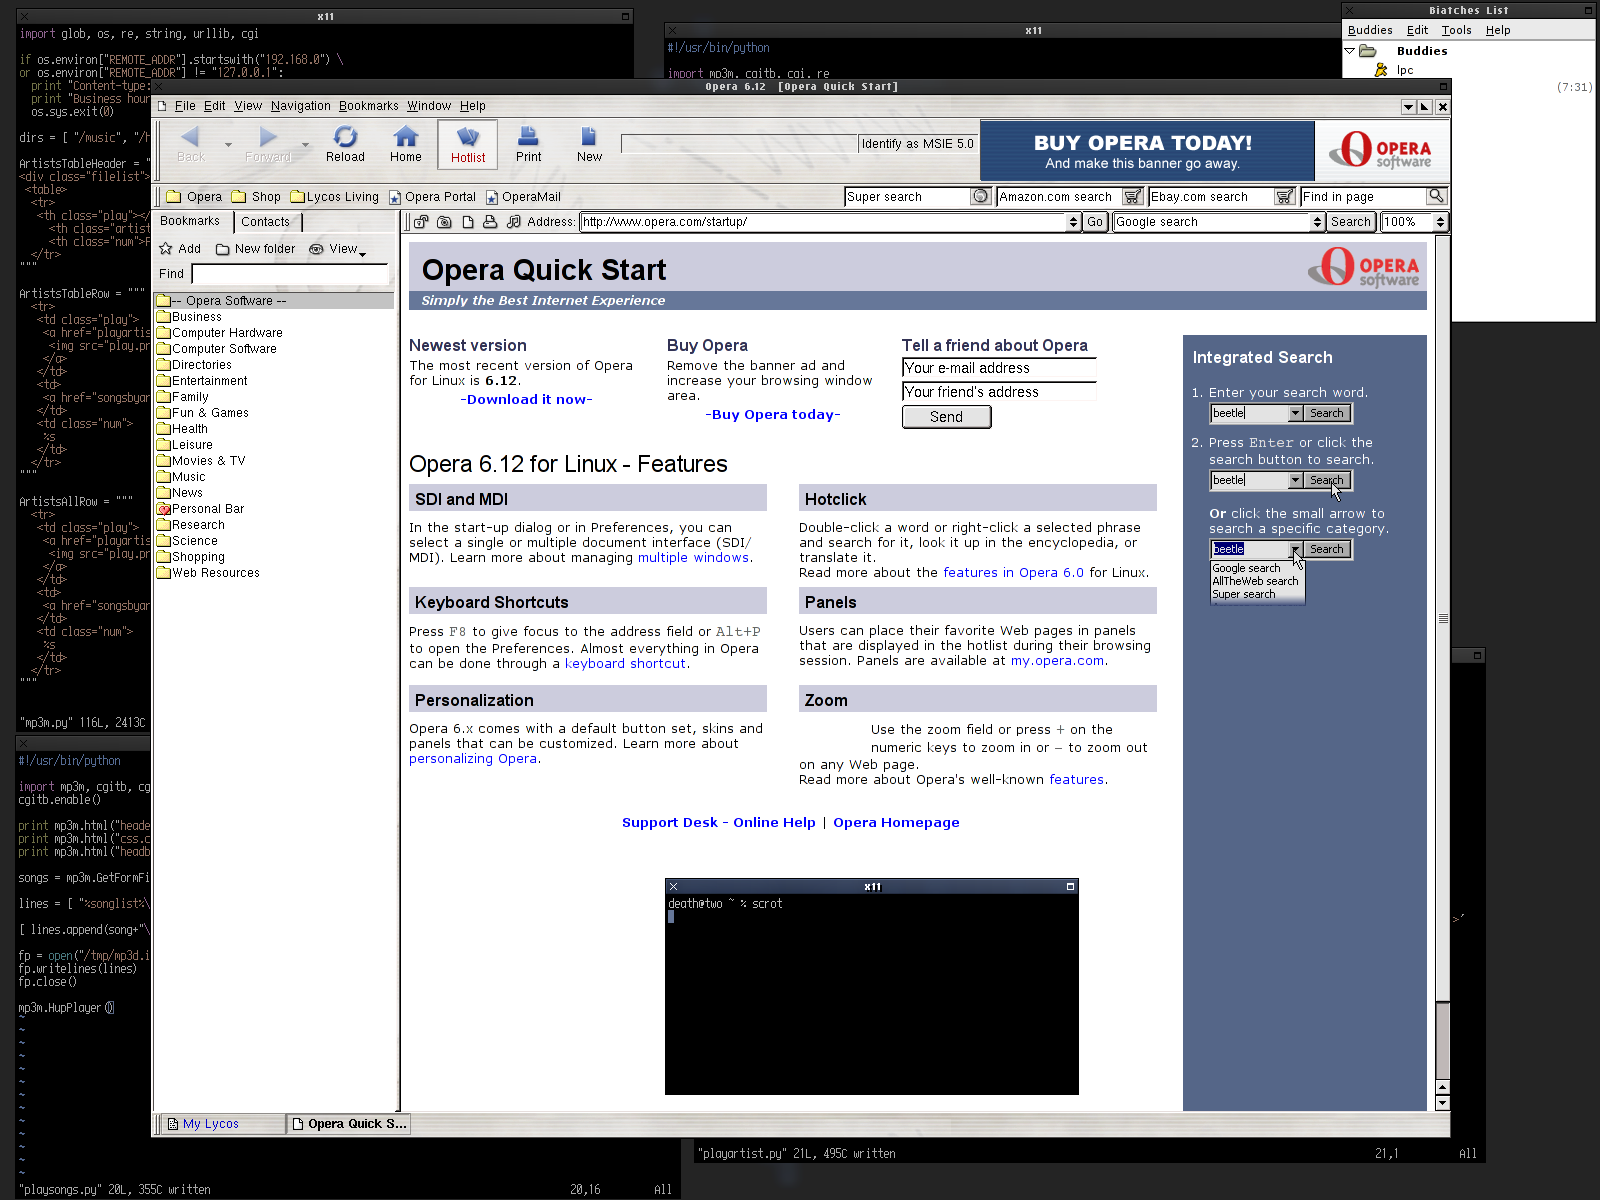 x11
import glob, os, re, string, urllib, cgi
if os.environ["REMOTE_ADDR"].startswith("192.168.0") \
or os.environ["REMOTE_ADDR"] != "127.0.0.1":
print "Content-type:
print "Business hour
os.sys.exit(0)
dirs = [ "/music", "/h
ArtistsTableHeader = "
<div class="filelist">
<table>
<tr>
<th class="play"></
<th class="artist
<th class="num">F
</tr>
"""
ArtistsTableRow = """
<tr>
<td class="play">
<a href="playartis
<img src="play.pr
</a>
</td>
<td>
<a href="songsbyar
</td>
<td class="num">
%s
</td>
</tr>
"""
ArtistsAllRow = """
<tr>
<td class="play">
<a href="playartis
<img src="play.pr
</a>
</td>
<td>
<a href="songsbyar
</td>
<td class="num">
%s
</td>
</tr>
"""
"mp3m.py" 116L, 2413C
x11
#!/usr/bin/python
import mp3m, cgitb, cgi, re
Biatches List
Buddies Edit Tools Help
Buddies
lpc
(7:31)
Opera 6.12 [Opera Quick Start]
File Edit View Navigation Bookmarks Window Help
Back Forward Reload Home Hotlist Print New
Identify as MSIE 5.0
BUY OPERA TODAY!
And make this banner go away.
OPERA
software
Opera Shop Lycos Living Opera Portal OperaMail
Super search Amazon.com search Ebay.com search Find in page
Bookmarks Contacts
Address: http://www.opera.com/startup/ Go Google search Search 100%
Add New folder View
Find
-- Opera Software --
Business
Computer Hardware
Computer Software
Directories
Entertainment
Family
Fun & Games
Health
Leisure
Movies & TV
Music
News
Personal Bar
Research
Science
Shopping
Web Resources
Opera Quick Start
OPERA
software
Simply the Best Internet Experience
Newest version
The most recent version of Opera
for Linux is 6.12.
-Download it now-
Buy Opera
Remove the banner ad and
increase your browsing window
area.
-Buy Opera today-
Tell a friend about Opera
Your e-mail address
Your friend's address
Send
Opera 6.12 for Linux - Features
SDI and MDI
In the start-up dialog or in Preferences, you can
select a single or multiple document interface (SDI/
MDI). Learn more about managing multiple windows.
Hotclick
Double-click a word or right-click a selected phrase
and search for it, look it up in the encyclopedia, or
translate it.
Read more about the features in Opera 6.0 for Linux.
Keyboard Shortcuts
Press F8 to give focus to the address field or Alt+P
to open the Preferences. Almost everything in Opera
can be done through a keyboard shortcut.
Panels
Users can place their favorite Web pages in panels
that are displayed in the hotlist during their browsing
session. Panels are available at my.opera.com.
Personalization
Opera 6.x comes with a default button set, skins and
panels that can be customized. Learn more about
personalizing Opera.
Zoom
Use the zoom field or press + on the
numeric keys to zoom in or – to zoom out
on any Web page.
Read more about Opera's well-known features.
Support Desk - Online Help | Opera Homepage
Integrated Search
1. Enter your search word.
beetle Search
2. Press Enter or click the
search button to search.
beetle Search
Or click the small arrow to
search a specific category.
beetle Search
Google search
AllTheWeb search
Super search
x11
death@two ~ % scrot
My Lycos Opera Quick S...
#!/usr/bin/python
import mp3m, cgitb, cg
cgitb.enable()
print mp3m.html("heade
print mp3m.html("css.c
print mp3m.html("headb
songs = mp3m.GetFormFi
lines = [ "%songlist%\
[ lines.append(song+"\
fp = open("/tmp/mp3d.i
fp.writelines(lines)
fp.close()
mp3m.HupPlayer()
~
~
~
~
~
~
~
~
~
~
~
~
~
"playsongs.py" 20L, 355C written 20,16 All
>'
"playartist.py" 21L, 495C written 21,1 All